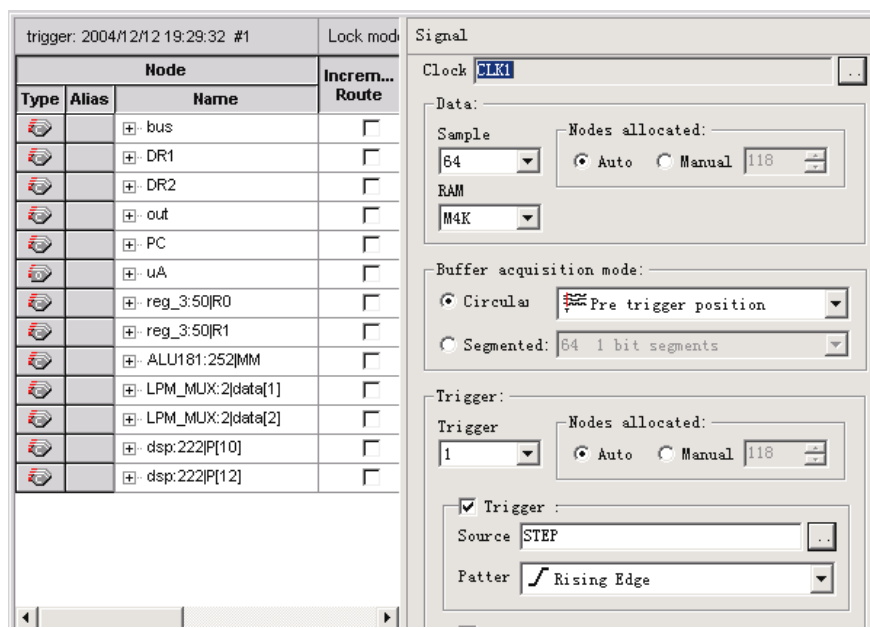 trigger: 2004/12/12 19:29:32 #1
Lock mod
Node
Increm...
Route
Type
Alias
Name
bus
DR1
DR2
out
PC
uA
reg_3:50|R0
reg_3:50|R1
ALU181:252|MM
LPM_MUX:2|data[1]
LPM_MUX:2|data[2]
dsp:222|P[10]
dsp:222|P[12]
Signal
Clock CLK1 ..
Data:
Sample
64
Nodes allocated:
Auto Manual 118
RAM
M4K
Buffer acquisition mode:
Circular Pre trigger position
Segmented: 64 1 bit segments
Trigger:
Trigger
1
Nodes allocated:
Auto Manual 118
Trigger :
Source STEP ..
Patter Rising Edge